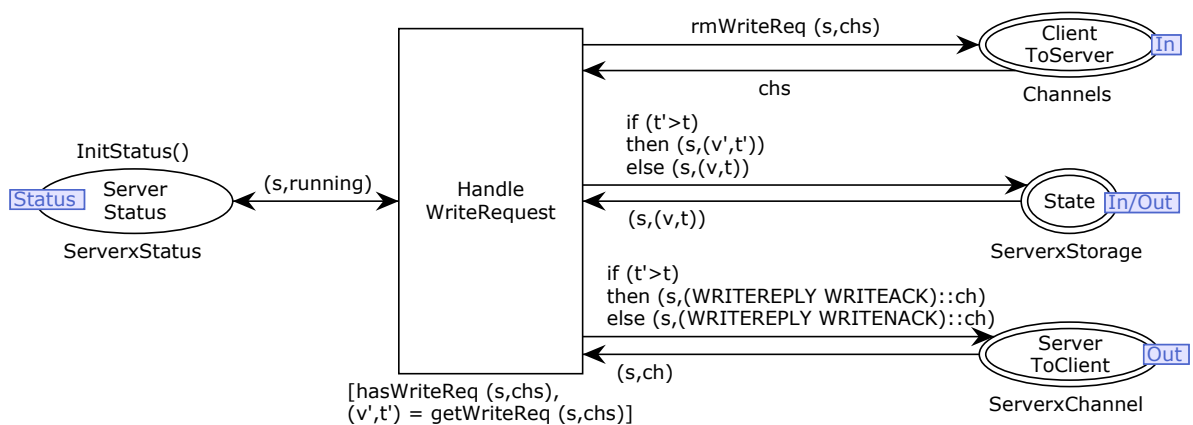 rmWriteReq (s,chs)
Client
ToServer
In
chs
Channels
if (t'>t)
then (s,(v',t'))
else (s,(v,t))
InitStatus()
Status
Server
Status
(s,running)
ServerxStatus
Handle
WriteRequest
(s,(v,t))
State
In/Out
ServerxStorage
if (t'>t)
then (s,(WRITEREPLY WRITEACK)::ch)
else (s,(WRITEREPLY WRITENACK)::ch)
Server
ToClient
Out
(s,ch)
ServerxChannel
[hasWriteReq (s,chs),
(v',t') = getWriteReq (s,chs)]